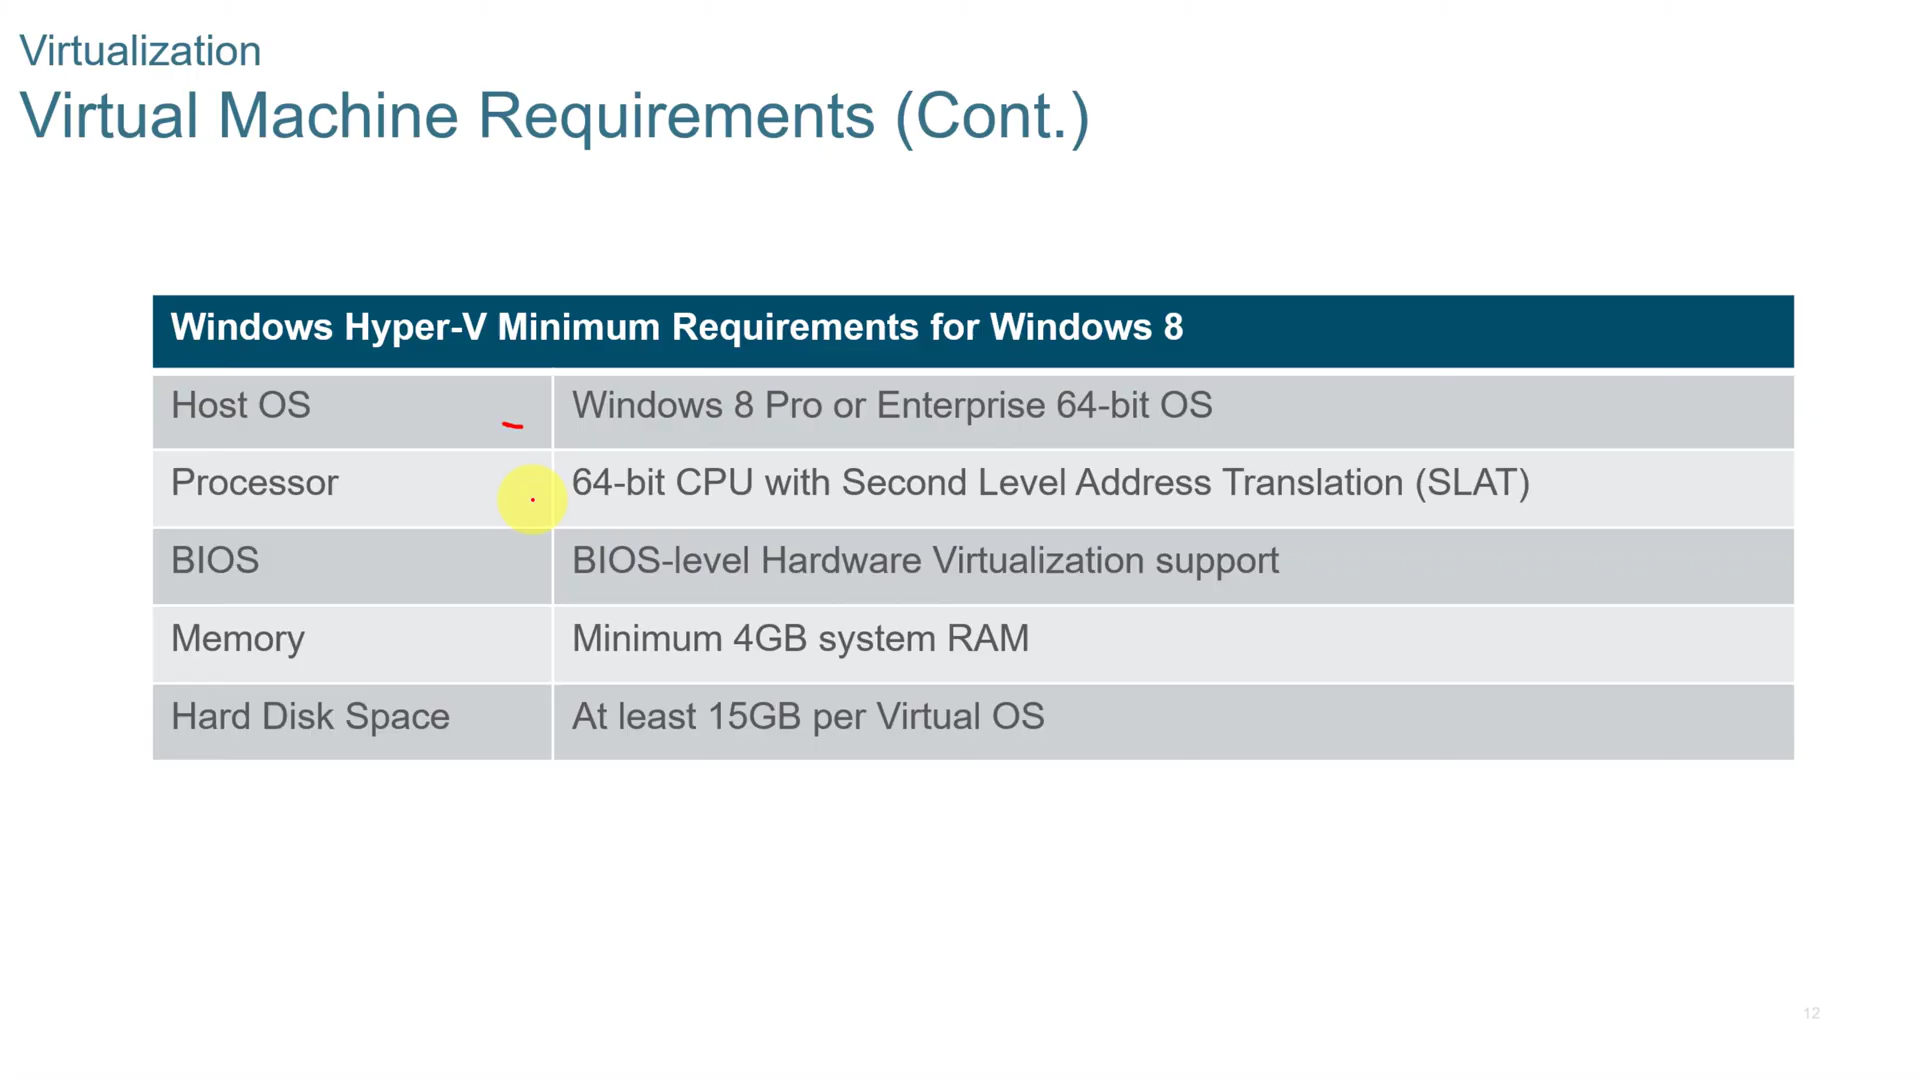 Virtualization
Virtual Machine Requirements (Cont.)
Windows Hyper-V Minimum Requirements for Windows 8
Host OS Windows 8 Pro or Enterprise 64-bit OS
Processor 64-bit CPU with Second Level Address Translation (SLAT)
BIOS BIOS-level Hardware Virtualization support
Memory Minimum 4GB system RAM
Hard Disk Space At least 15GB per Virtual OS
12